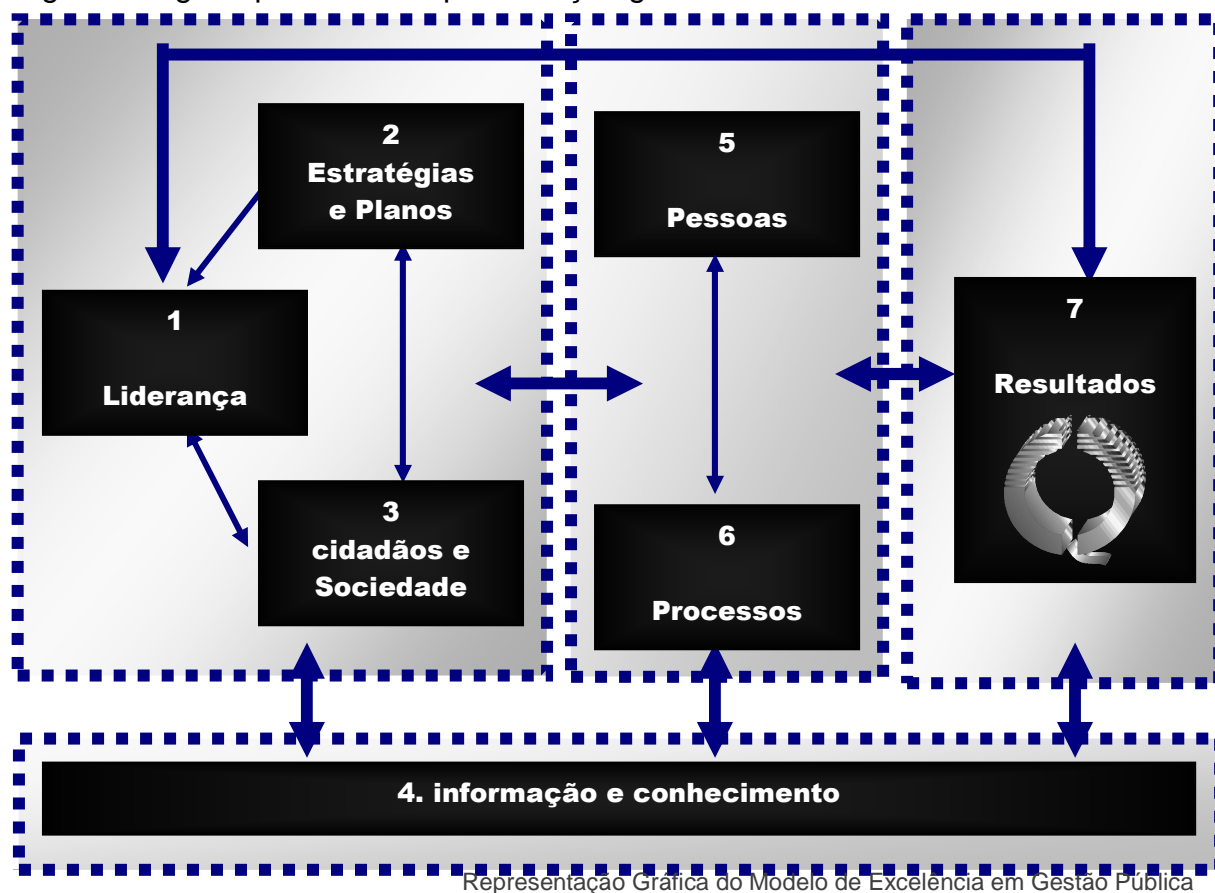 2
Estratégias
e Planos
5
Pessoas
1
Liderança
7
Resultados
3
cidadãos e
Sociedade
6
Processos
4. informação e conhecimento
Representação Gráfica do Modelo de Excelência em Gestão Pública